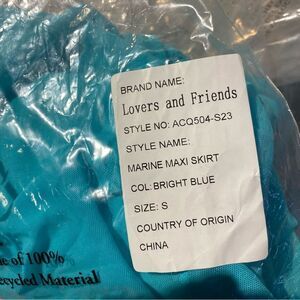 BRAND NAME:
Lovers and Friends
STYLE NO: ACQ504-S23
STYLE NAME:
MARINE MAXI SKIRT
COL: BRIGHT BLUE
SIZE: S
COUNTRY OF ORIGIN
CHINA
of 100%
Recycled Material